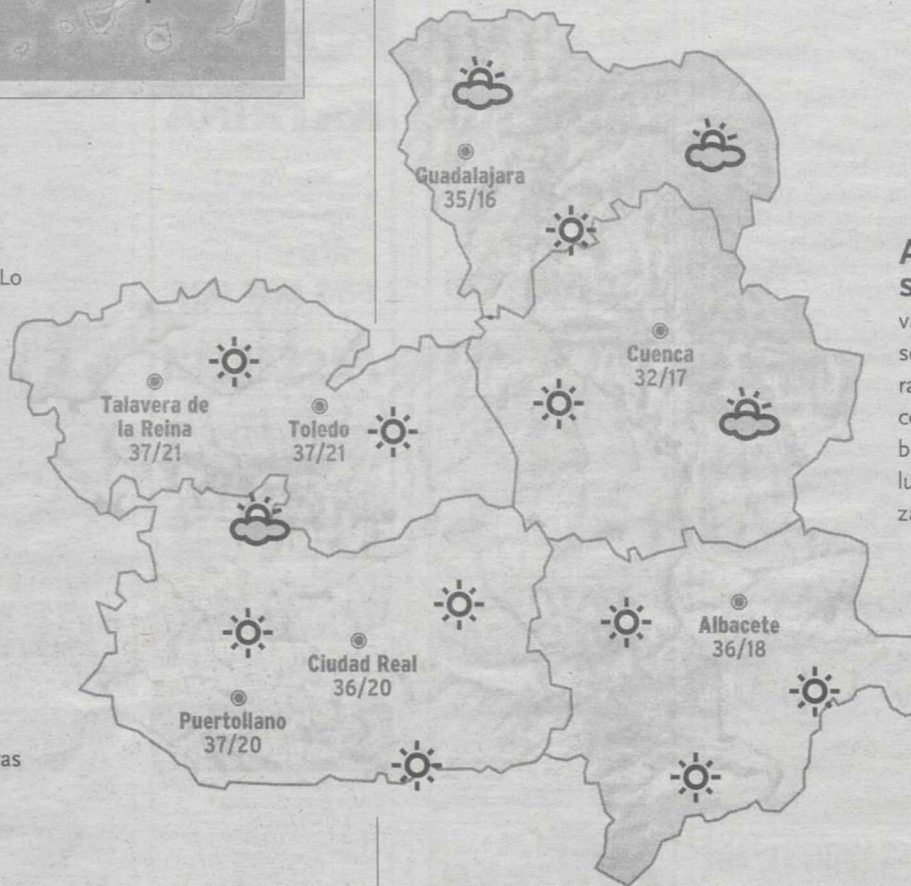 Guadalajara
35/16
Lo
Cuenca
32/17
Talavera de
la Reina
37/21
Toledo
37/21
Albacete
36/18
Ciudad Real
36/20
Puertollano
37/20
as